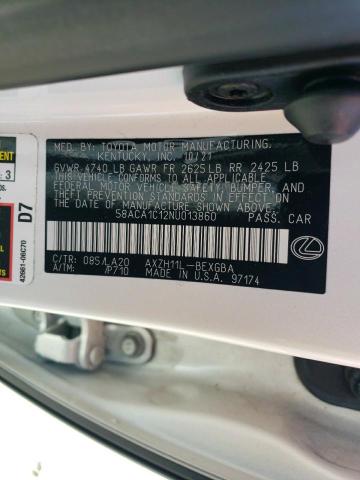 MFD. BY: TOYOTA MOTOR MANUFACTURING,
KENTUCKY, INC. 10/21
GVWR 4740 LB GAWR FR 2625 LB RR 2425 LB
THIS VEHICLE CONFORMS TO ALL APPLICABLE
FEDERAL MOTOR VEHICLE SAFETY, BUMPER, AND
THEFT PREVENTION STANDARDS IN EFFECT ON THE
DATE OF MANUFACTURE SHOWN ABOVE.
58ACA1C12NU013860 PASS. CAR
C/TR: 085/LA20 AXZH11L-BEXGBA
A/TM: /P710 MADE IN U.S.A. 97174
3
D7
42661-06C70